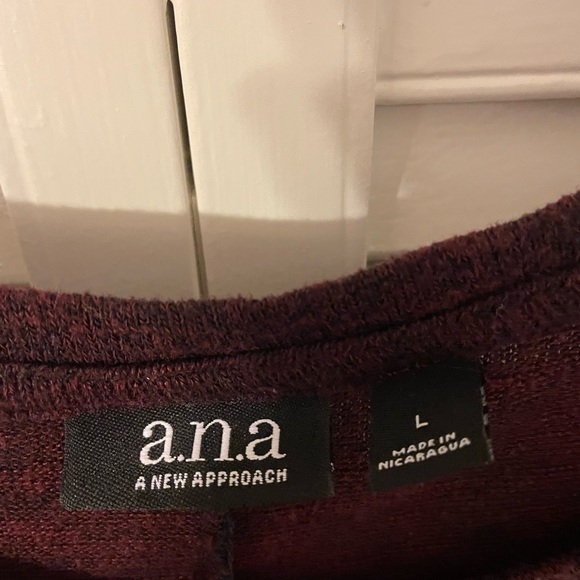 a.n.a
A NEW APPROACH
L
MADE IN
NICARAGUA